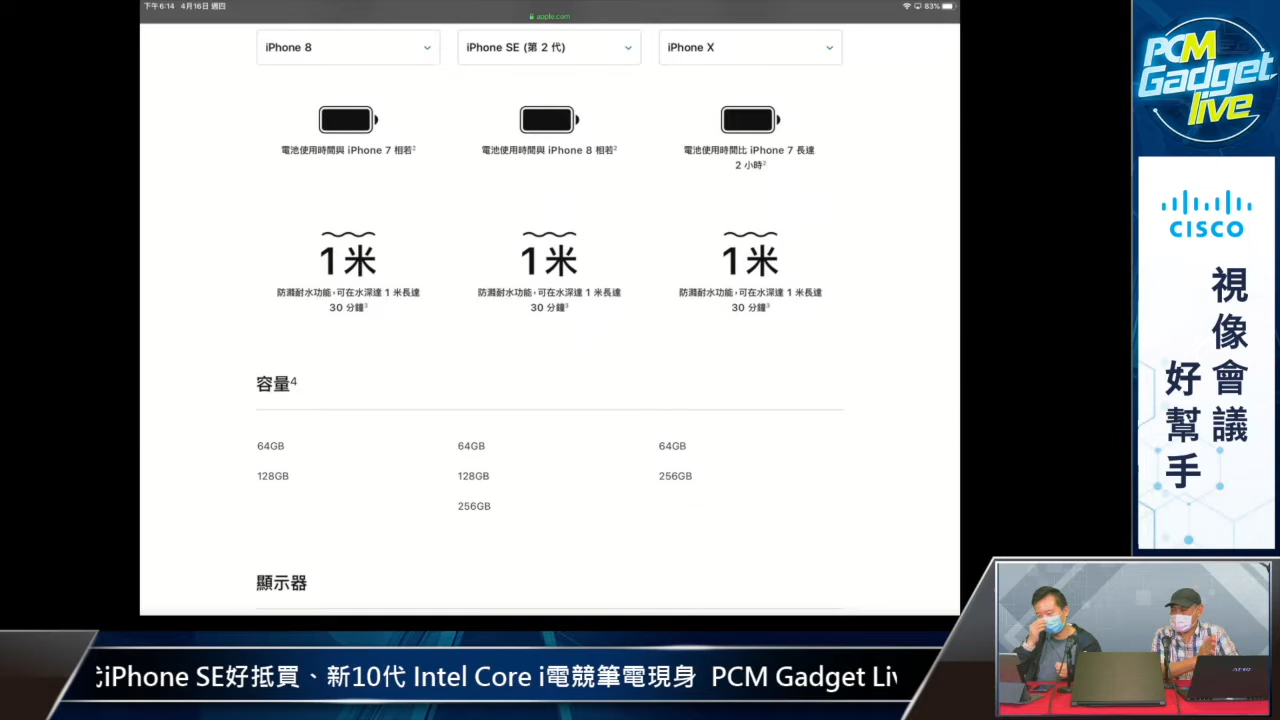 下午6:14 4月16日 週四
apple.com
83%
iPhone 8
iPhone SE (第 2 代)
iPhone X
電池使用時間與 iPhone 7 相若²
電池使用時間與 iPhone 8 相若²
電池使用時間比 iPhone 7 長達
2 小時²
1 米
1 米
1 米
防濺耐水功能，可在水深達 1 米長達
30 分鐘³
防濺耐水功能，可在水深達 1 米長達
30 分鐘³
防濺耐水功能，可在水深達 1 米長達
30 分鐘³
容量⁴
64GB
64GB
64GB
128GB
128GB
256GB
256GB
顯示器
PCM
Gadget
live
CISCO
視像會議
好幫手
iPhone SE好抵買、新10代 Intel Core i電競筆電現身 PCM Gadget Liv